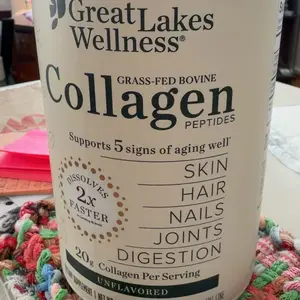 Great Lakes
Wellness®
GRASS-FED BOVINE
Collagen
PEPTIDES
Supports 5 signs of aging well
SKIN
HAIR
NAILS
JOINTS
DIGESTION
DISSOLVES
2x
FASTER
20g Collagen Per Serving
UNFLAVORED